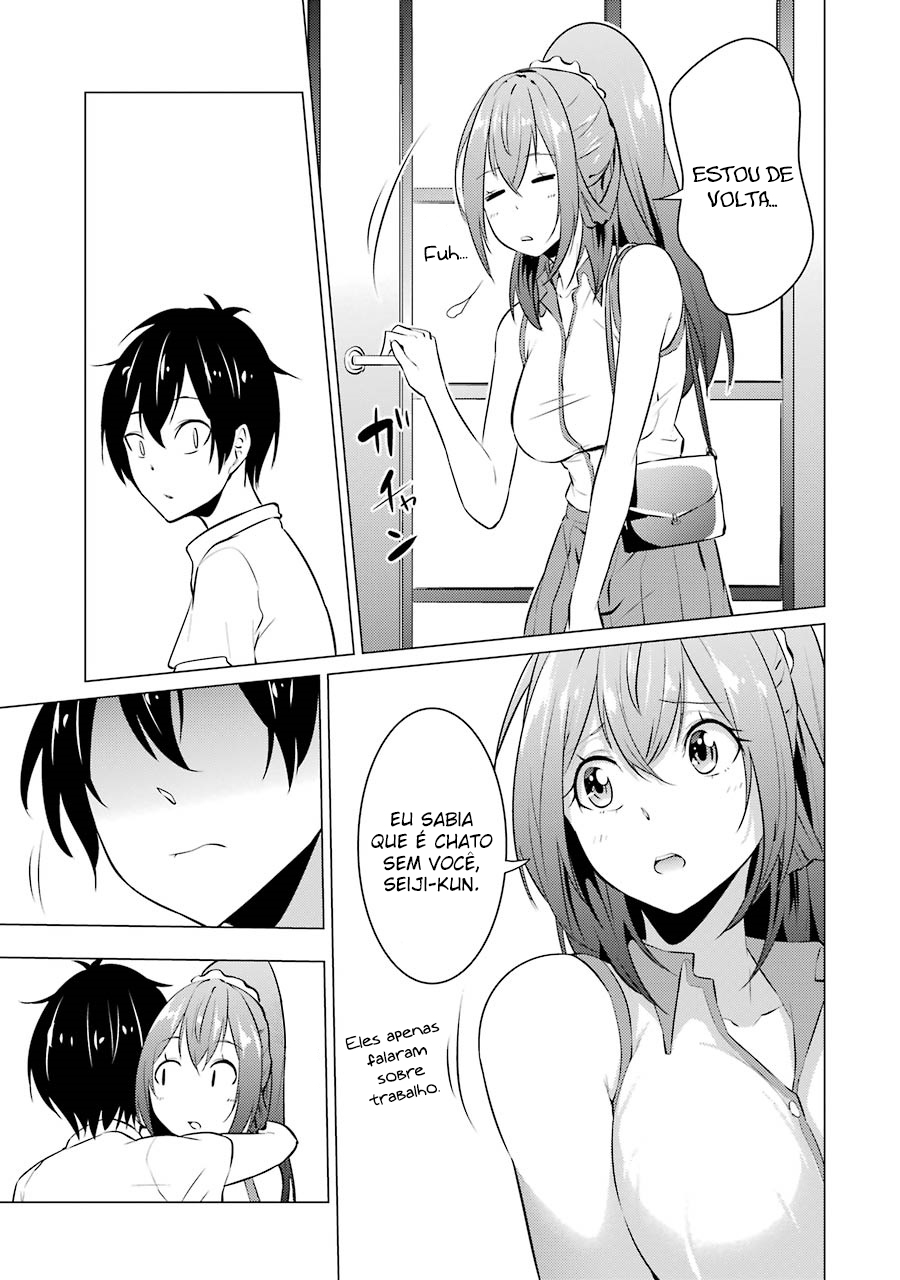 ESTOU DE
VOLTA...
Fuh...
ガチャン
EU SABIA
QUE É CHATO
SEM VOCÊ,
SEIJI-KUN.
Eles apenas
falaram
sobre
trabalho.